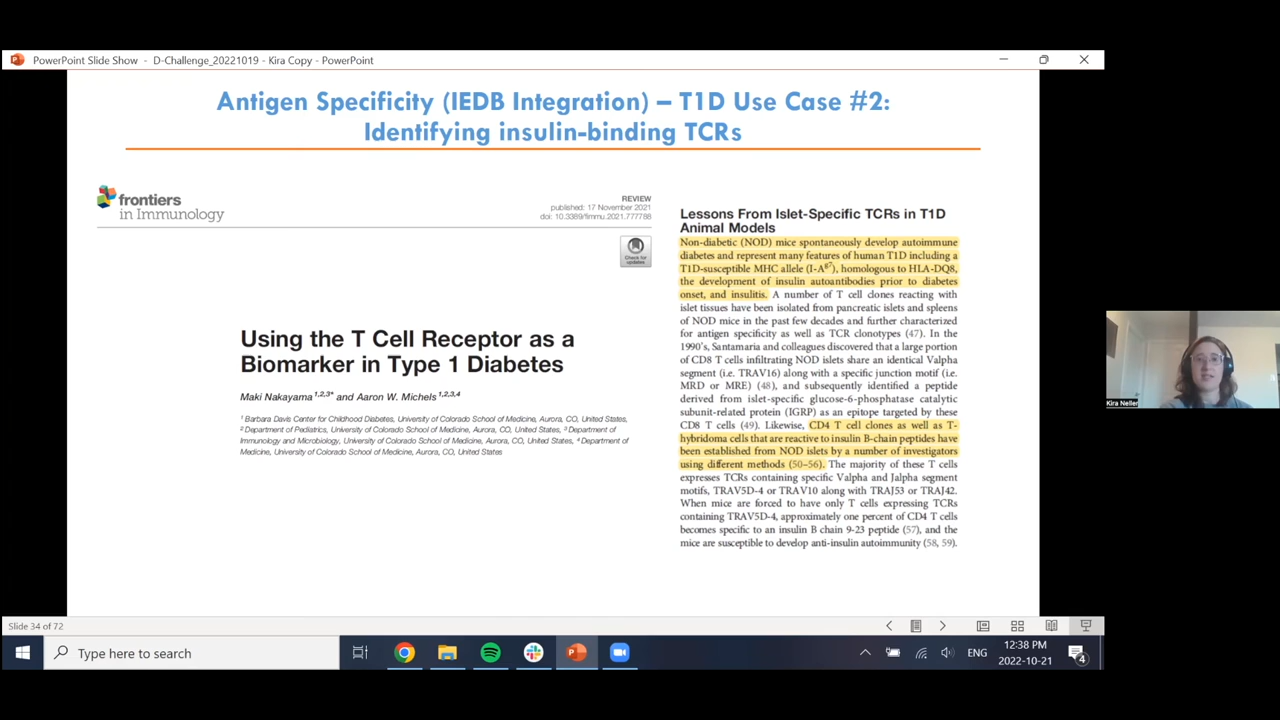 PowerPoint Slide Show - D-Challenge_20221019 - Kira Copy - PowerPoint
Antigen Specificity (IEDB Integration) – T1D Use Case #2:
Identifying insulin-binding TCRs
frontiers
in Immunology
REVIEW
published: 17 November 2021
doi: 10.3389/fimmu.2021.777788
Check for
updates
Using the T Cell Receptor as a
Biomarker in Type 1 Diabetes
Maki Nakayama 1,2,3* and Aaron W. Michels 1,2,3,4
1 Barbara Davis Center for Childhood Diabetes, University of Colorado School of Medicine, Aurora, CO, United States,
2 Department of Pediatrics, University of Colorado School of Medicine, Aurora, CO, United States, 3 Department of
Immunology and Microbiology, University of Colorado School of Medicine, Aurora, CO, United States, 4 Department of
Medicine, University of Colorado School of Medicine, Aurora, CO, United States
Lessons From Islet-Specific TCRs in T1D
Animal Models
Non-diabetic (NOD) mice spontaneously develop autoimmune
diabetes and represent many features of human T1D including a
T1D-susceptible MHC allele (I-Ag7), homologous to HLA-DQ8,
the development of insulin autoantibodies prior to diabetes
onset, and insulitis. A number of T cell clones reacting with
islet tissues have been isolated from pancreatic islets and spleens
of NOD mice in the past few decades and further characterized
for antigen specificity as well as TCR clonotypes (47). In the
1990's, Santamaria and colleagues discovered that a large portion
of CD8 T cells infiltrating NOD islets share an identical Valpha
segment (i.e. TRAV16) along with a specific junction motif (i.e.
MRD or MRE) (48), and subsequently identified a peptide
derived from islet-specific glucose-6-phosphatase catalytic
subunit-related protein (IGRP) as an epitope targeted by these
CD8 T cells (49). Likewise, CD4 T cell clones as well as T-
hybridoma cells that are reactive to insulin B-chain peptides have
been established from NOD islets by a number of investigators
using different methods (50–56). The majority of these T cells
expresses TCRs containing specific Valpha and Jalpha segment
motifs, TRAV5D-4 or TRAV10 along with TRAJ53 or TRAJ42.
When mice are forced to have only T cells expressing TCRs
containing TRAV5D-4, approximately one percent of CD4 T cells
becomes specific to an insulin B chain 9-23 peptide (57), and the
mice are susceptible to develop anti-insulin autoimmunity (58, 59).
Kira Neller
Slide 34 of 72
Type here to search
ENG
12:38 PM
2022-10-21
4